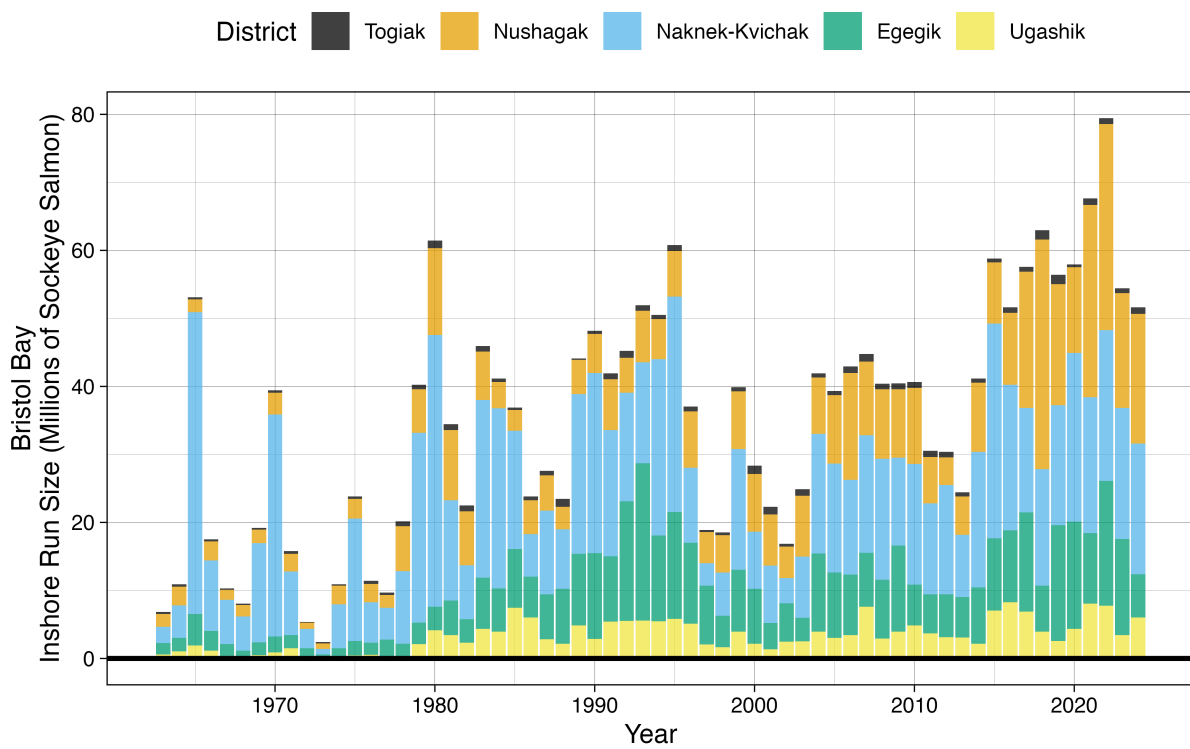 District Togiak Nushagak Naknek-Kvichak Egegik Ugashik
Bristol Bay
Inshore Run Size (Millions of Sockeye Salmon)
80
60
40
20
0
1970 1980 1990 2000 2010 2020
Year